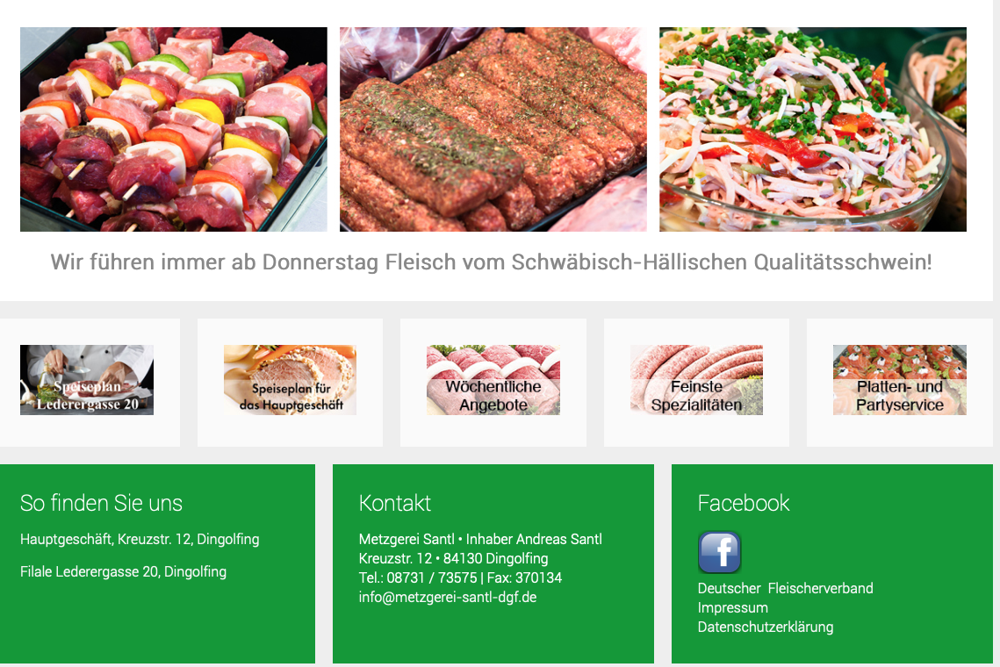 Wir führen immer ab Donnerstag Fleisch vom Schwäbisch-Hällischen Qualitätsschwein!
Speiseplan
Lederergasse 20
Speiseplan für
das Hauptgeschäft
Wöchentliche
Angebote
Feinste
Spezialitäten
Platten- und
Partyservice
So finden Sie uns
Hauptgeschäft, Kreuzstr. 12, Dingolfing
Filale Lederergasse 20, Dingolfing
Kontakt
Metzgerei Santl • Inhaber Andreas Santl
Kreuzstr. 12 • 84130 Dingolfing
Tel.: 08731 / 73575 | Fax: 370134
info@metzgerei-santl-dgf.de
Facebook
f
Deutscher Fleischerverband
Impressum
Datenschutzerklärung